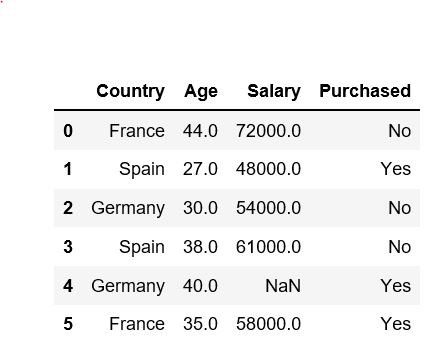 Country Age Salary Purchased
0 France 44.0 72000.0 No
1 Spain 27.0 48000.0 Yes
2 Germany 30.0 54000.0 No
3 Spain 38.0 61000.0 No
4 Germany 40.0 NaN Yes
5 France 35.0 58000.0 Yes